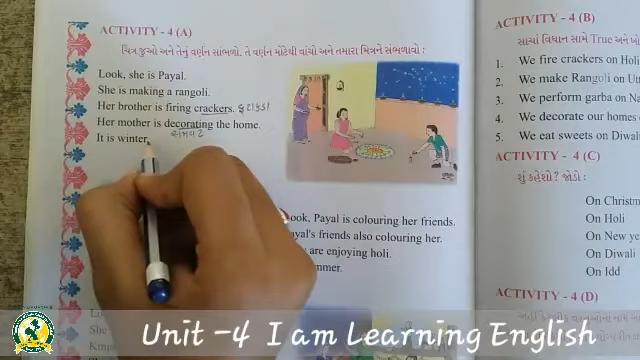 ACTIVITY - 4 (A)
ચિત્ર જુઓ અને તેનું વર્ણન સાંભળો. તે વર્ણન મોટેથી વાંચો અને તમારા મિત્રને સંભળાવો :
Look, she is Payal.
She is making a rangoli.
Her brother is firing crackers. ફટાકડા
Her mother is decorating the home.
સજાવટ
It is winter
ook, Payal is colouring her friends.
yal's friends also colouring her.
are enjoying holi.
mmer.
ACTIVITY - 4 (B)
સાચાં વિધાન સામે True અને ખો
1. We fire crackers on Holi
2. We make Rangoli on Ut
3. We perform garba on Na
4. We decorate our homes
5. We eat sweets on Diwali
ACTIVITY - 4 (C)
શું કહેશો? જોડો :
On Christm
On Holi
On New ye
On Diwali
On Idd
ACTIVITY - 4 (D)
Unit -4 I am Learning English